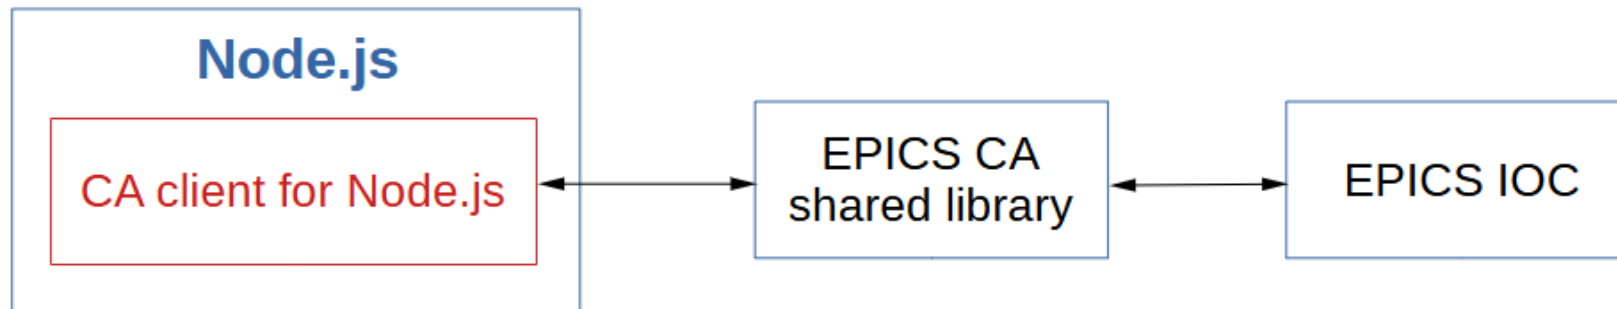 Node.js
CA client for Node.js
EPICS CA
shared library
EPICS IOC